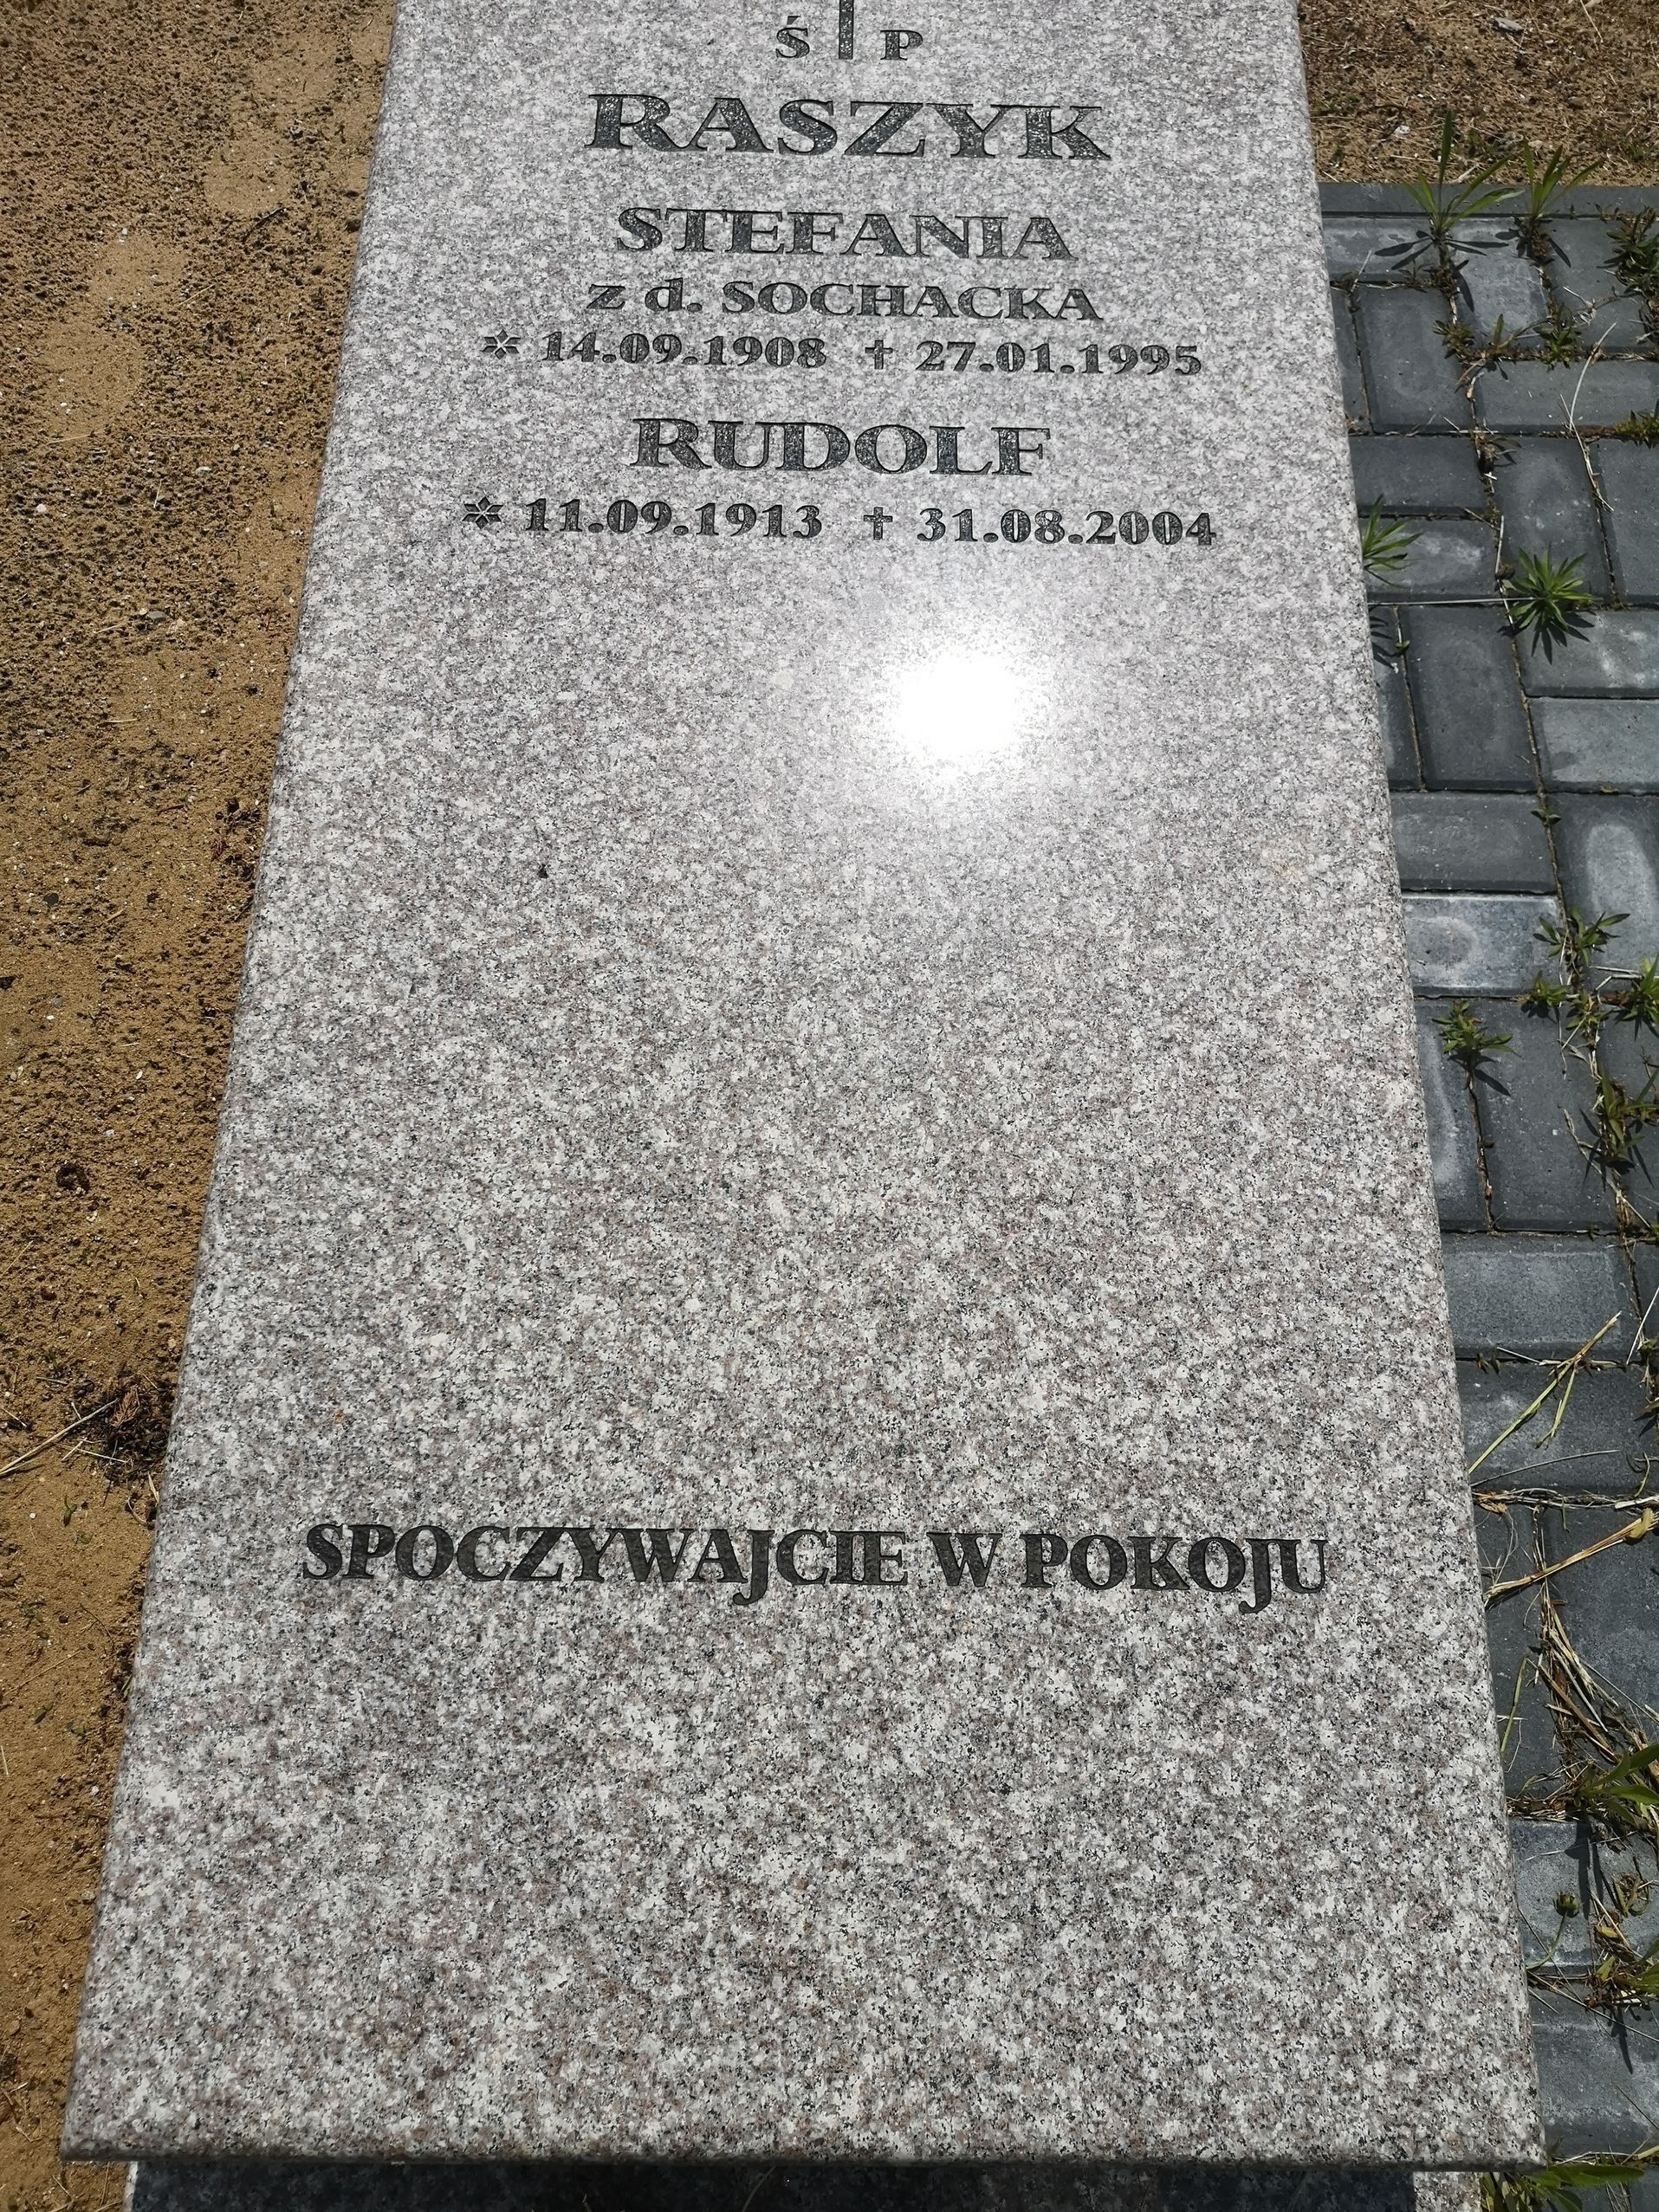 Ś P
RASZYK
STEFANIA
z d. SOCHACKA
* 14.09.1908 † 27.01.1995
RUDOLF
* 11.09.1913 † 31.08.2004
SPOCZYWAJCIE W POKOJU